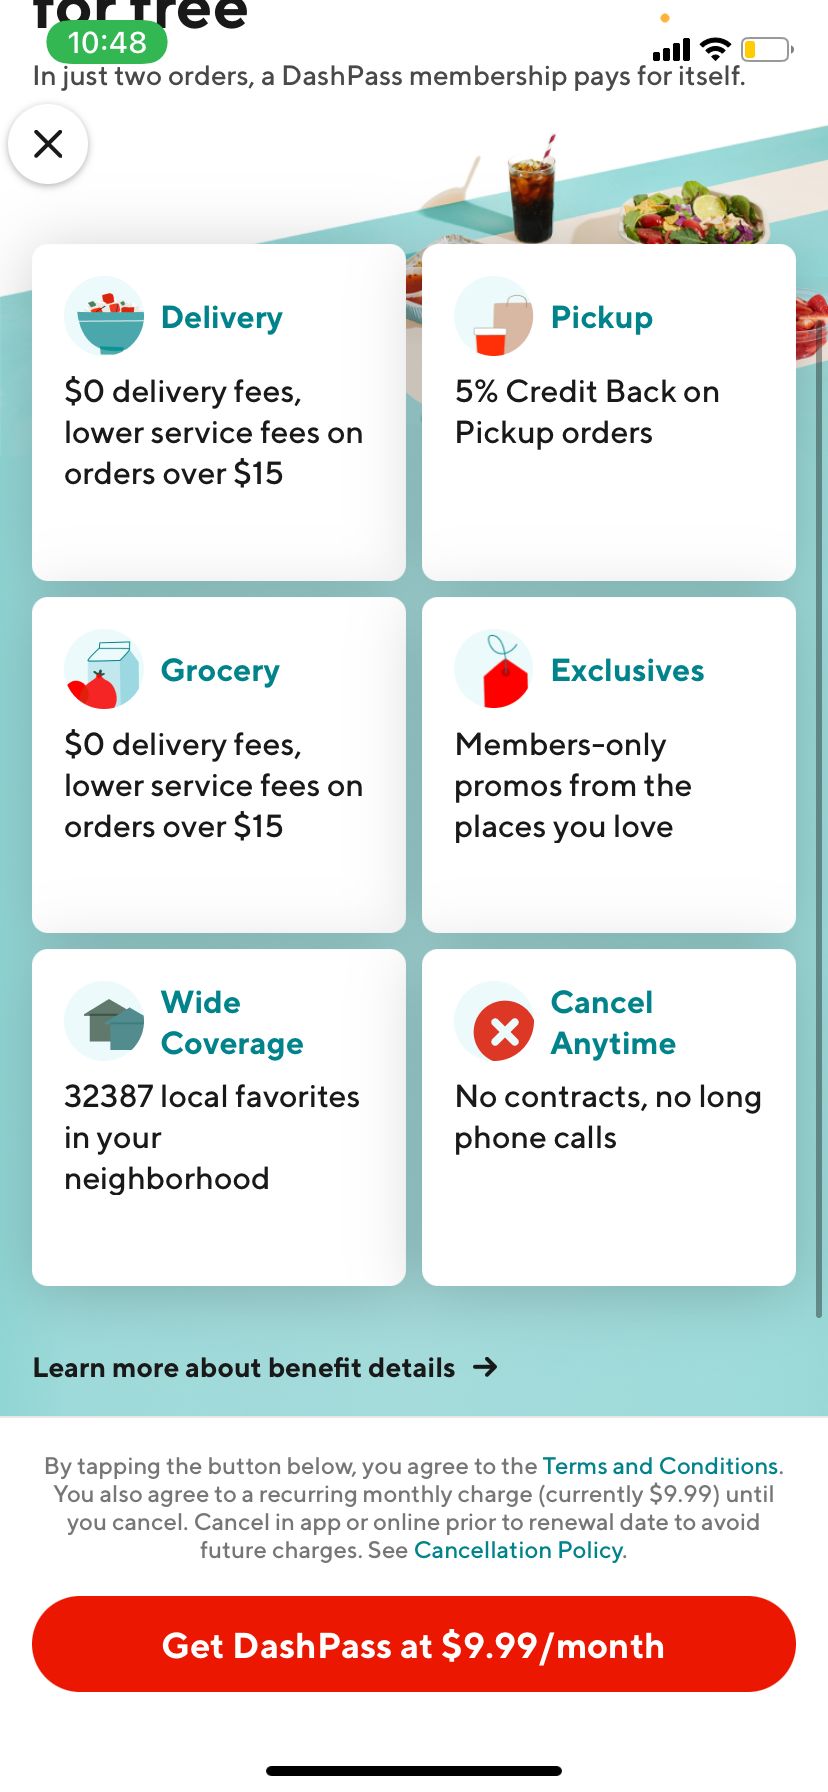 for free
10:48
In just two orders, a DashPass membership pays for itself.
Delivery
$0 delivery fees,
lower service fees on
orders over $15
Pickup
5% Credit Back on
Pickup orders
Grocery
$0 delivery fees,
lower service fees on
orders over $15
Exclusives
Members-only
promos from the
places you love
Wide
Coverage
32387 local favorites
in your
neighborhood
Cancel
Anytime
No contracts, no long
phone calls
Learn more about benefit details →
By tapping the button below, you agree to the Terms and Conditions.
You also agree to a recurring monthly charge (currently $9.99) until
you cancel. Cancel in app or online prior to renewal date to avoid
future charges. See Cancellation Policy.
Get DashPass at $9.99/month